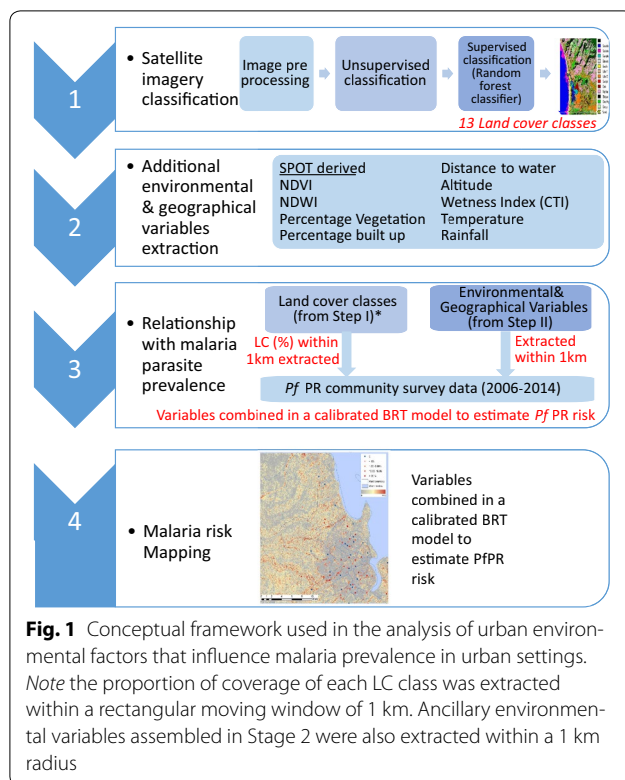 1
• Satellite
imagery
classification
Image pre
processing
Unsupervised
classification
Supervised
classification
(Random
forest
classifier)
13 Land cover classes
2
• Additional
environmental
& geographical
variables
extraction
SPOT derived
NDVI
NDWI
Percentage Vegetation
Percentage built up
Distance to water
Altitude
Wetness Index (CTI)
Temperature
Rainfall
3
• Relationship
with malaria
parasite
prevalence
Land cover classes
(from Step I)*
Environmental&
Geographical Variables
(from Step II)
LC (%) within
1km extracted
Extracted
within 1km
Pf PR community survey data (2006-2014)
Variables combined in a calibrated BRT model to estimate Pf PR risk
4
• Malaria risk
Mapping
Variables
combined in a
calibrated BRT
model to
estimate PfPR
risk
Fig. 1 Conceptual framework used in the analysis of urban environ-
mental factors that influence malaria prevalence in urban settings.
Note the proportion of coverage of each LC class was extracted
within a rectangular moving window of 1 km. Ancillary environmen-
tal variables assembled in Stage 2 were also extracted within a 1 km
radius